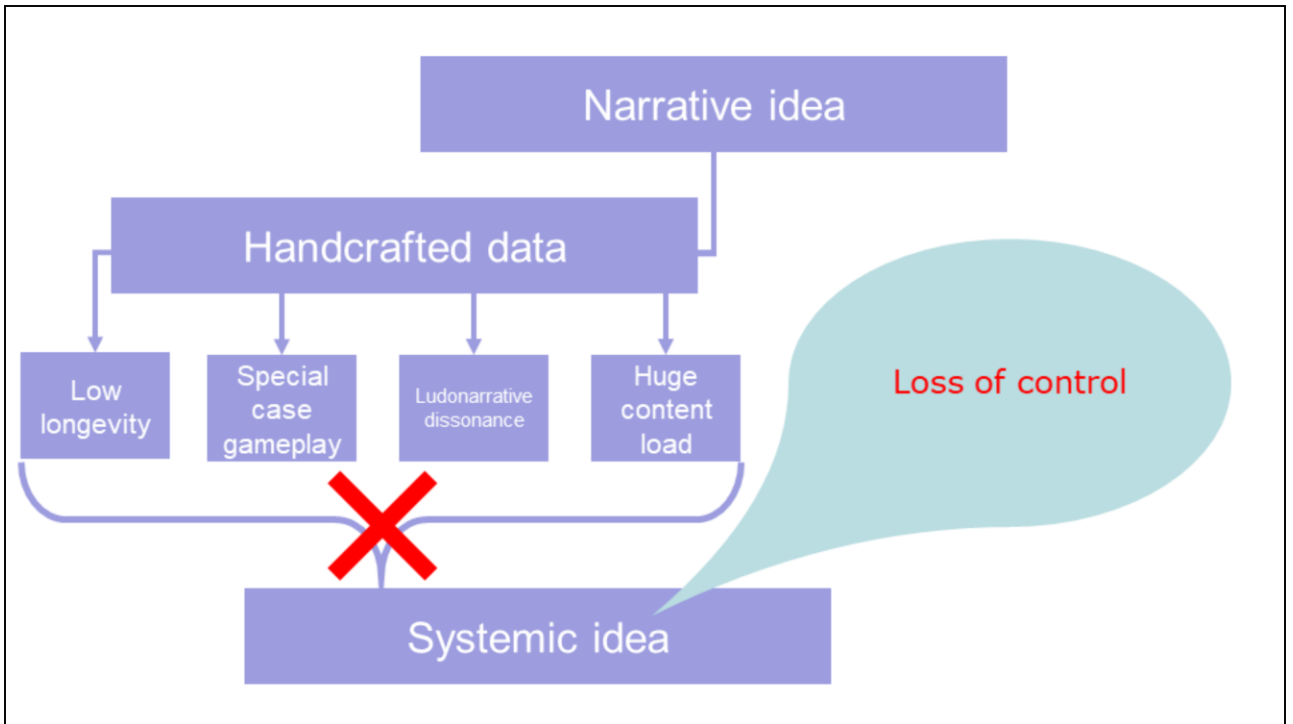 Narrative idea
Handcrafted data
Low
longevity
Special
case
gameplay
Ludonarrative
dissonance
Huge
content
load
Loss of control
Systemic idea